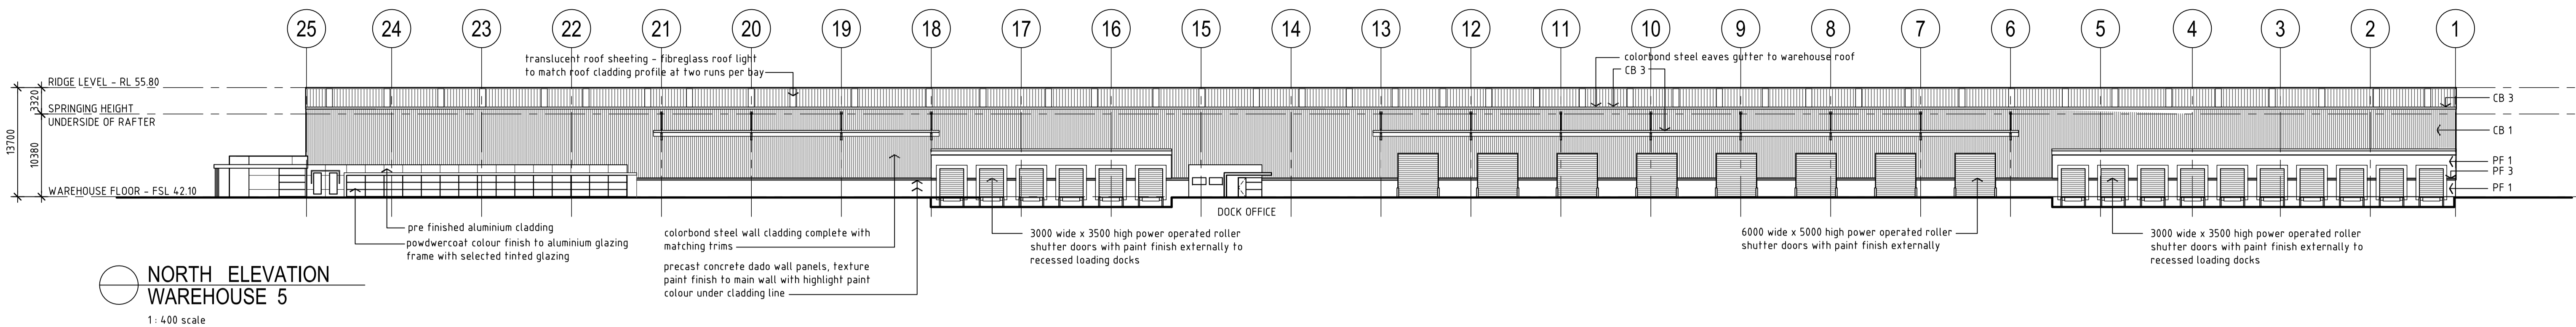 25 24 23 22 21 20 19 18 17 16 15 14 13 12 11 10 9 8 7 6 5 4 3 2 1
translucent roof sheeting - fibreglass roof light
to match roof cladding profile at two runs per bay
colorbond steel eaves gutter to warehouse roof
CB 3
RIDGE LEVEL - RL 55.80
SPRINGING HEIGHT
UNDERSIDE OF RAFTER
WAREHOUSE FLOOR - FSL 42.10
13700
3320
10380
CB 3
CB 1
PF 1
PF 3
PF 1
DOCK OFFICE
pre finished aluminium cladding
powdwercoat colour finish to aluminium glazing
frame with selected tinted glazing
colorbond steel wall cladding complete with
matching trims
precast concrete dado wall panels, texture
paint finish to main wall with highlight paint
colour under cladding line
3000 wide x 3500 high power operated roller
shutter doors with paint finish externally to
recessed loading docks
6000 wide x 5000 high power operated roller
shutter doors with paint finish externally
3000 wide x 3500 high power operated roller
shutter doors with paint finish externally to
recessed loading docks
NORTH ELEVATION
WAREHOUSE 5
1 : 400 scale